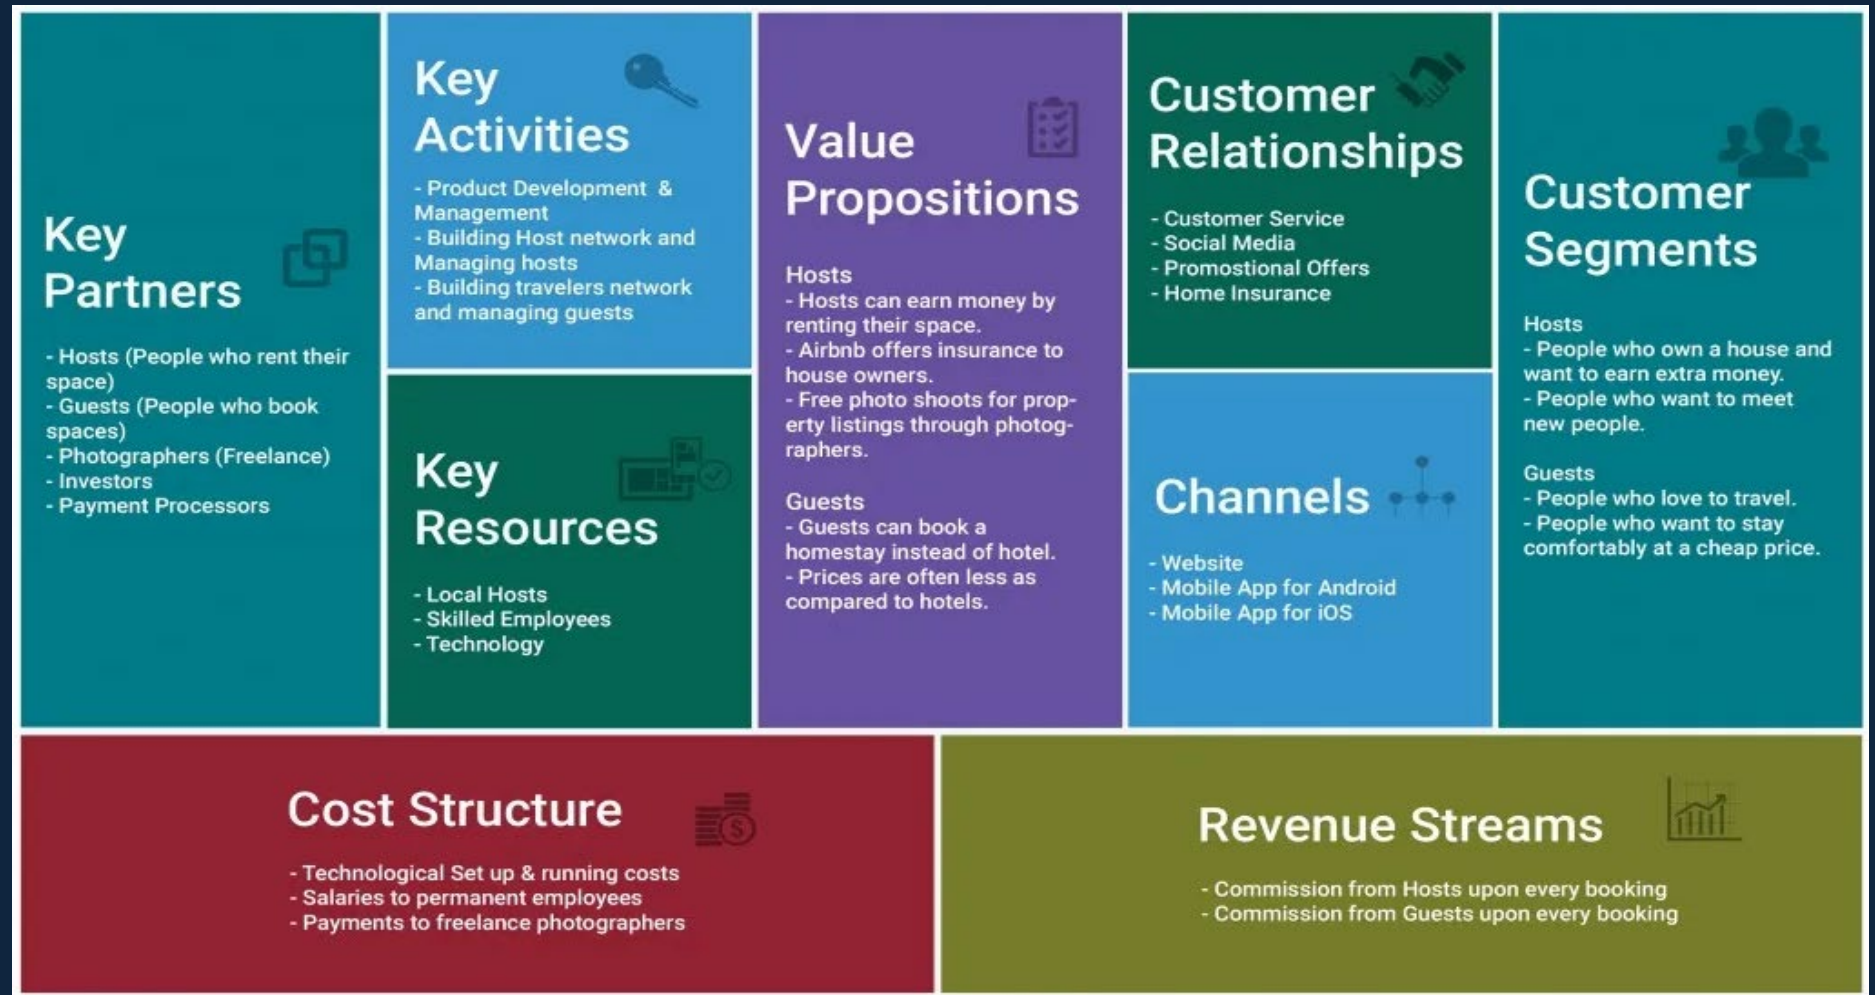 Key
Partners
- Hosts (People who rent their
space)
- Guests (People who book
spaces)
- Photographers (Freelance)
- Investors
- Payment Processors
Key
Activities
- Product Development &
Management
- Building Host network and
Managing hosts
- Building travelers network
and managing guests
Key
Resources
- Local Hosts
- Skilled Employees
- Technology
Value
Propositions
Hosts
- Hosts can earn money by
renting their space.
- Airbnb offers insurance to
house owners.
- Free photo shoots for prop-
erty listings through photog-
raphers.
Guests
- Guests can book a
homestay instead of hotel.
- Prices are often less as
compared to hotels.
Customer
Relationships
- Customer Service
- Social Media
- Promostional Offers
- Home Insurance
Channels
- Website
- Mobile App for Android
- Mobile App for iOS
Customer
Segments
Hosts
- People who own a house and
want to earn extra money.
- People who want to meet
new people.
Guests
- People who love to travel.
- People who want to stay
comfortably at a cheap price.
Cost Structure
- Technological Set up & running costs
- Salaries to permanent employees
- Payments to freelance photographers
Revenue Streams
- Commission from Hosts upon every booking
- Commission from Guests upon every booking